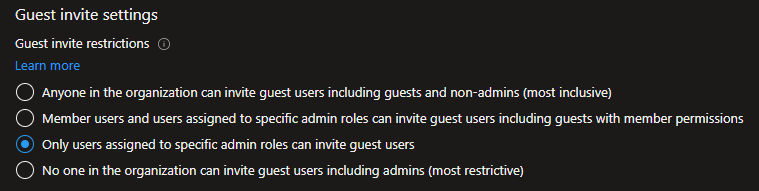 Guest invite settings
Guest invite restrictions
Learn more
Anyone in the organization can invite guest users including guests and non-admins (most inclusive)
Member users and users assigned to specific admin roles can invite guest users including guests with member permissions
Only users assigned to specific admin roles can invite guest users
No one in the organization can invite guest users including admins (most restrictive)